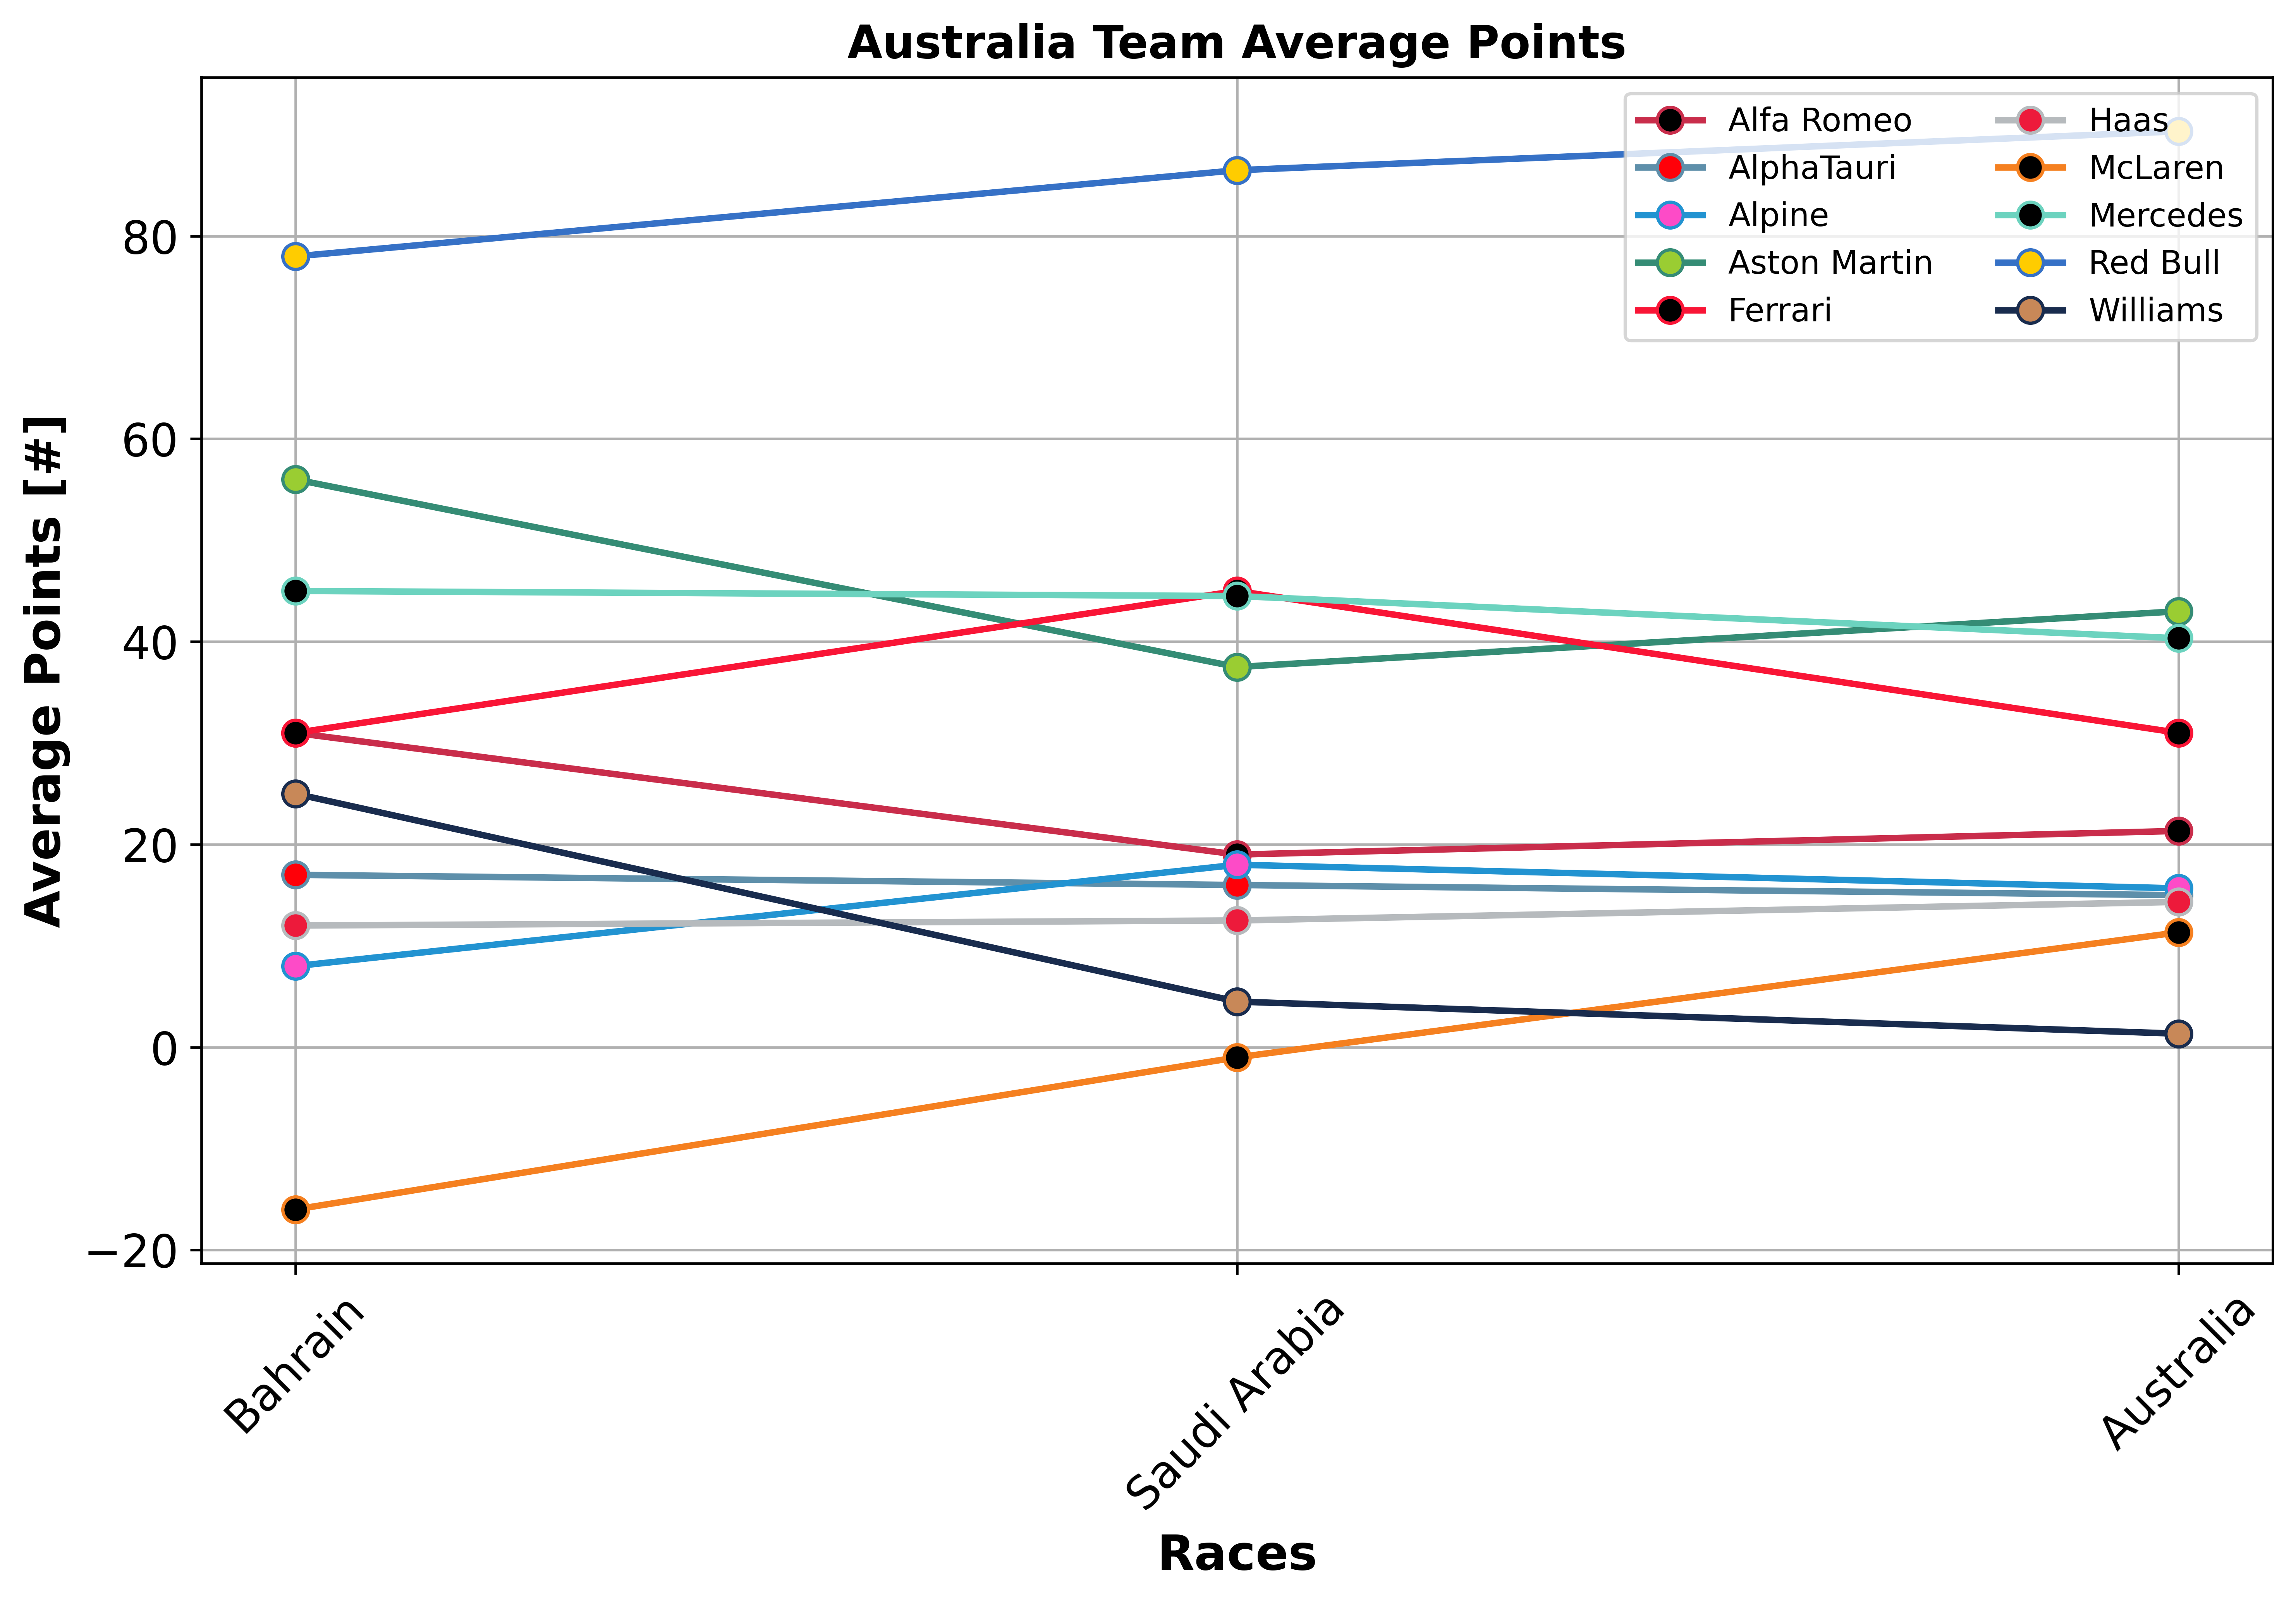 Australia Team Average Points
Average Points [#]
80
60
40
20
0
−20
Alfa Romeo
AlphaTauri
Alpine
Aston Martin
Ferrari
Haas
McLaren
Mercedes
Red Bull
Williams
Bahrain
Saudi Arabia
Australia
Races